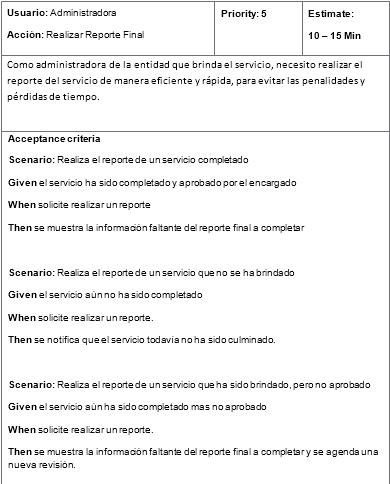 Usuario: Administradora
Priority: 5
Estimate:
Acción: Realizar Reporte Final
10 – 15 Min
Como administradora de la entidad que brinda el servicio, necesito realizar el
reporte del servicio de manera eficiente y rápida, para evitar las penalidades y
pérdidas de tiempo.
Acceptance criteria
Scenario: Realiza el reporte de un servicio completado
Given el servicio ha sido completado y aprobado por el encargado
When solicite realizar un reporte
Then se muestra la información faltante del reporte final a completar
Scenario: Realiza el reporte de un servicio que no se ha brindado
Given el servicio aún no ha sido completado
When solicite realizar un reporte.
Then se notifica que el servicio todavía no ha sido culminado.
Scenario: Realiza el reporte de un servicio que ha sido brindado, pero no aprobado
Given el servicio aún ha sido completado mas no aprobado
When solicite realizar un reporte.
Then se muestra la información faltante del reporte final a completar y se agenda una
nueva revisión.